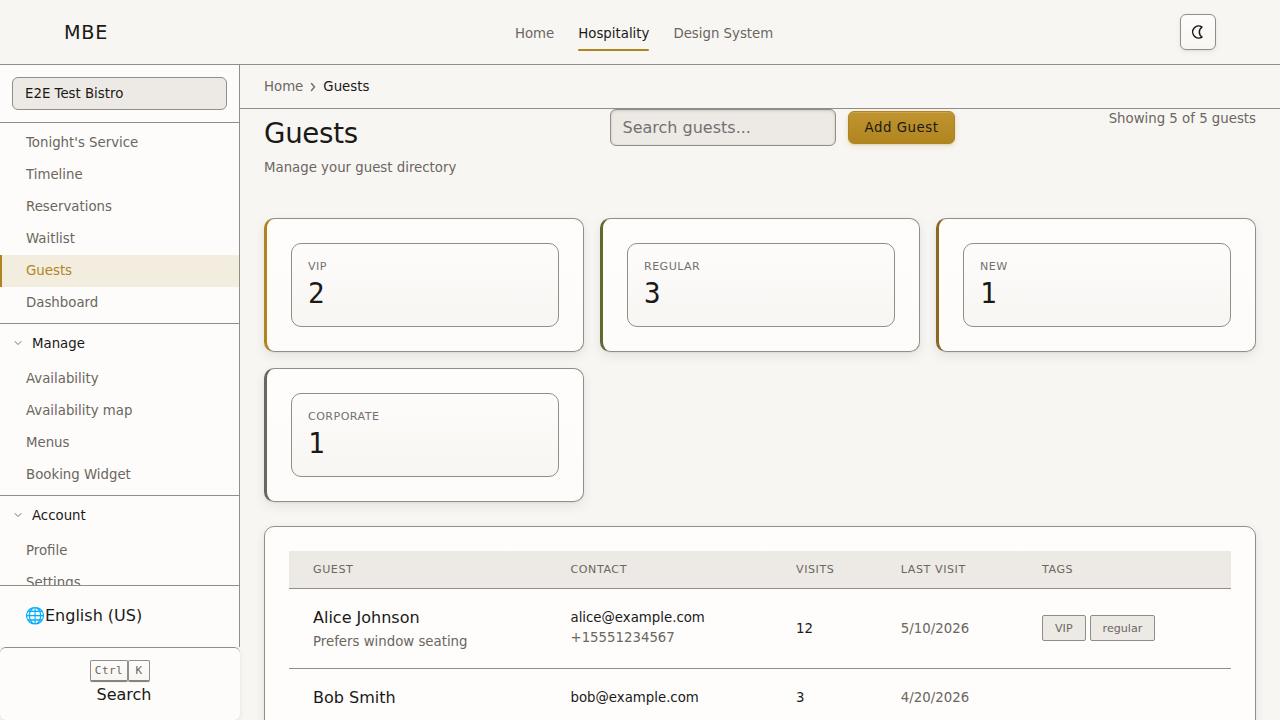 MBE
Home Hospitality Design System
E2E Test Bistro
Tonight's Service
Timeline
Reservations
Waitlist
Guests
Dashboard
Manage
Availability
Availability map
Menus
Booking Widget
Account
Profile
Settings
English (US)
Ctrl K
Search
Home Guests
Guests
Manage your guest directory
Search guests...
Add Guest
Showing 5 of 5 guests
VIP
2
REGULAR
3
NEW
1
CORPORATE
1
GUEST CONTACT VISITS LAST VISIT TAGS
Alice Johnson alice@example.com 12 5/10/2026 VIP regular
Prefers window seating +15551234567
Bob Smith bob@example.com 3 4/20/2026